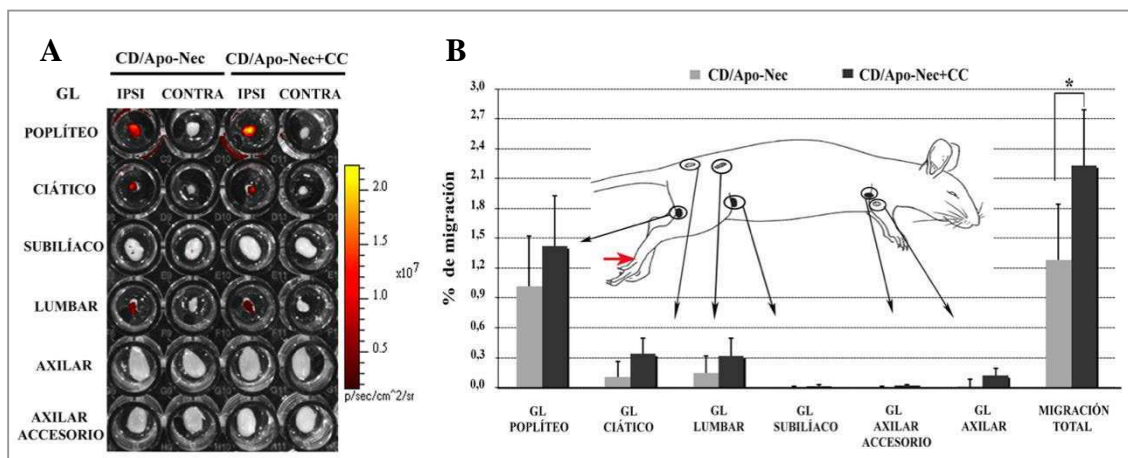 A
CD/Apo-Nec CD/Apo-Nec+CC
GL IPSI CONTRA IPSI CONTRA
POPLÍTEO
CIÁTICO
SUBILÍACO
LUMBAR
AXILAR
AXILAR
ACCESORIO
2.0
1.5
x10^7
1.0
0.5
p/sec/cm^2/sr
B
CD/Apo-Nec CD/Apo-Nec+CC
% de migración
3,0
2,7
2,4
2,1
1,8
1,5
1,2
0,9
0,6
0,3
0,0
*
GL
POPLÍTEO
GL
CIÁTICO
GL
LUMBAR
GL
SUBILÍACO
GL
AXILAR
ACCESORIO
GL
AXILAR
MIGRACIÓN
TOTAL